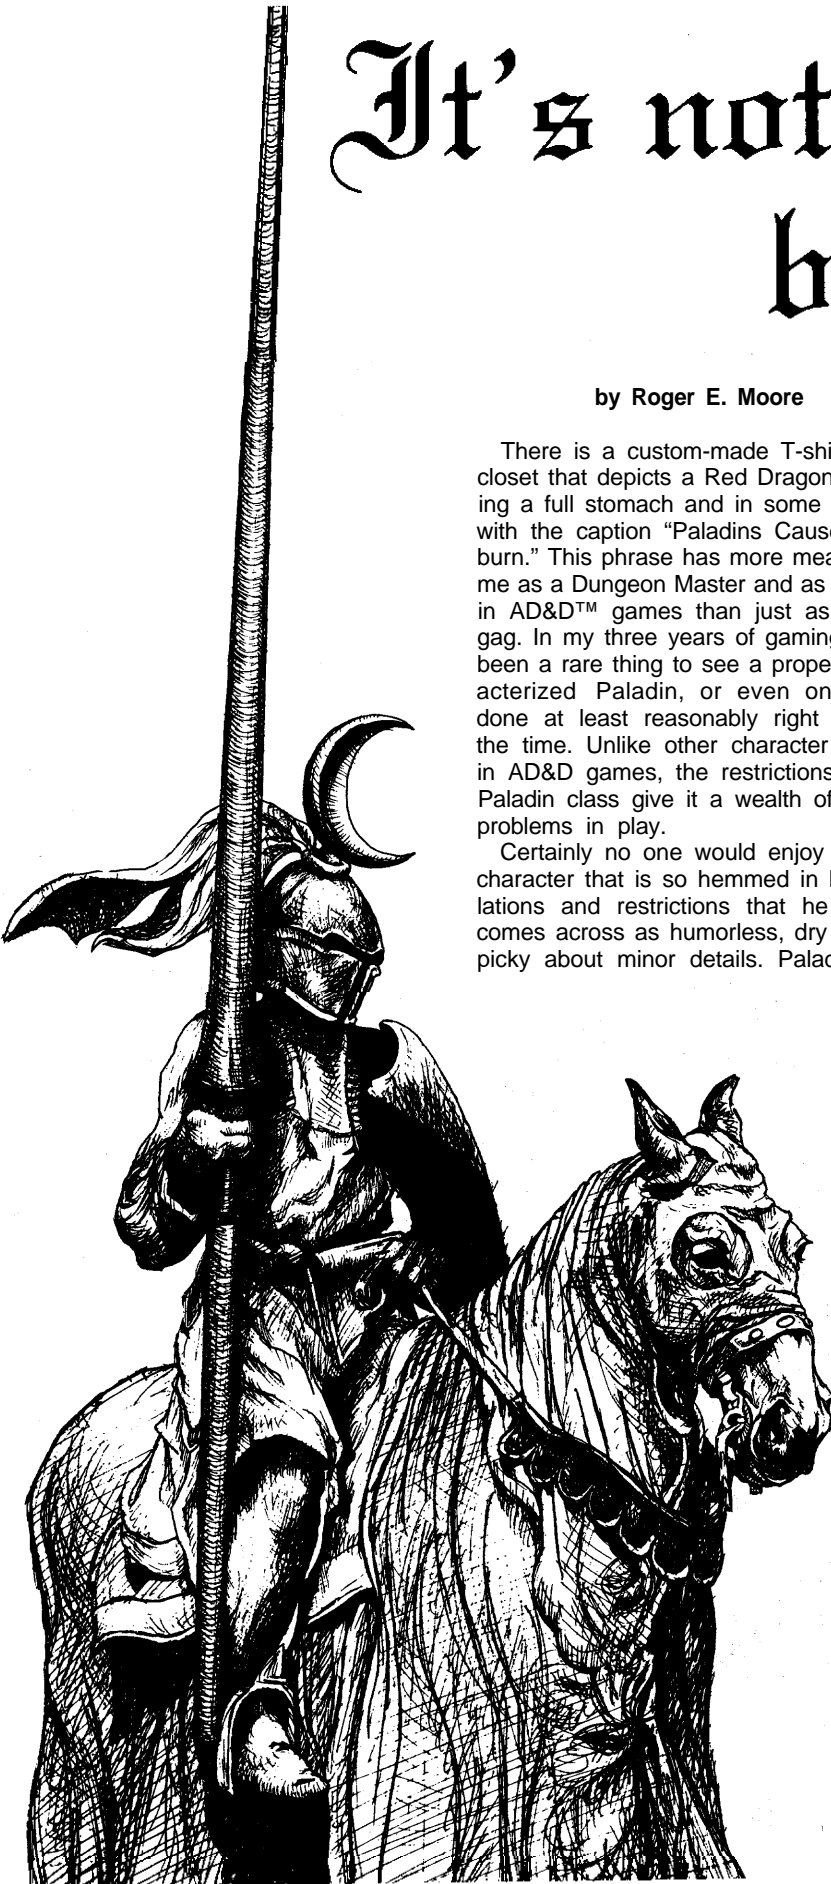 It's not
b
by Roger E. Moore
There is a custom-made T-shi
closet that depicts a Red Dragon
ing a full stomach and in some
with the caption “Paladins Cause
burn.” This phrase has more mea
me as a Dungeon Master and as
in AD&D™ games than just as
gag. In my three years of gaming
been a rare thing to see a prope
acterized Paladin, or even on
done at least reasonably right
the time. Unlike other character
in AD&D games, the restrictions
Paladin class give it a wealth of
problems in play.
Certainly no one would enjoy
character that is so hemmed in
lations and restrictions that he
comes across as humorless, dry
picky about minor details. Palad